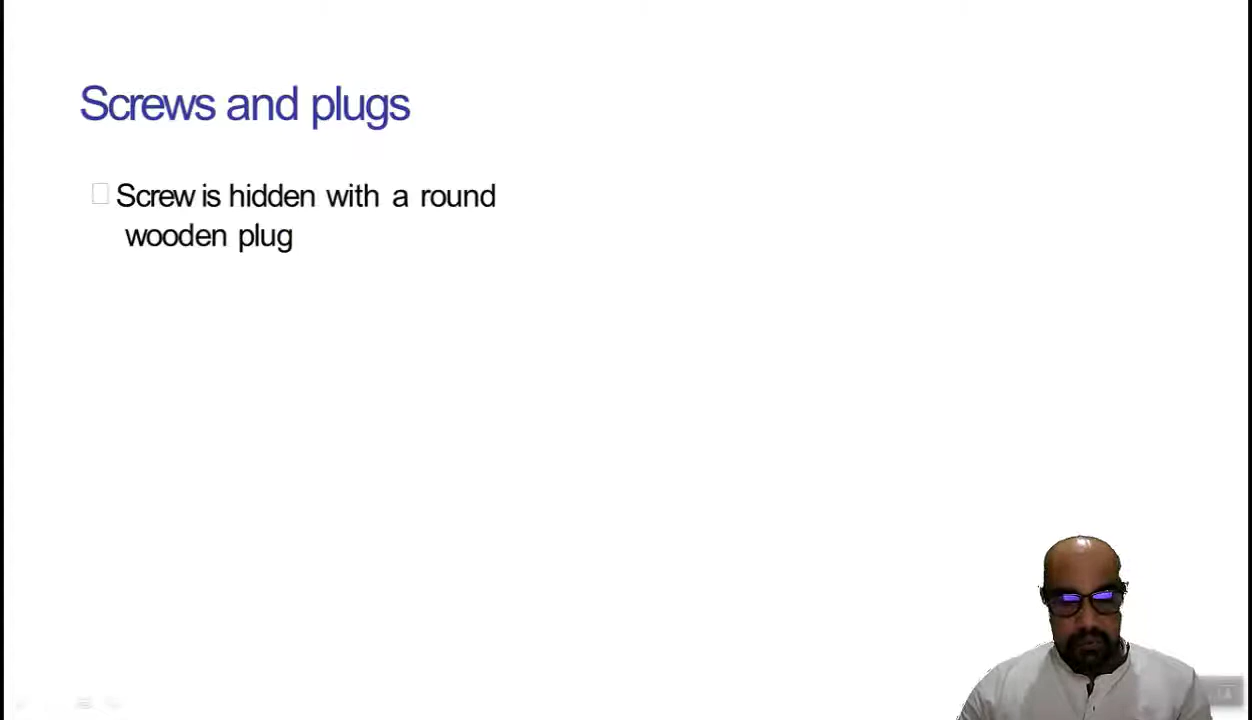 Screws and plugs
Screw is hidden with a round
wooden plug